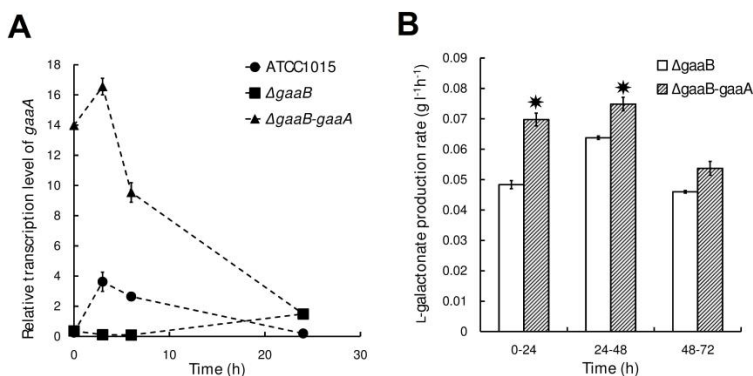 A
Relative transcription level of gaaA
18
16
14
12
10
8
6
4
2
0
0
10
20
30
Time (h)
ATCC1015
ΔgaaB
ΔgaaB-gaaA
B
L-galactonate production rate (g l⁻¹h⁻¹)
0.09
0.08
0.07
0.06
0.05
0.04
0.03
0.02
0.01
0
0-24
24-48
48-72
Time (h)
ΔgaaB
ΔgaaB-gaaA